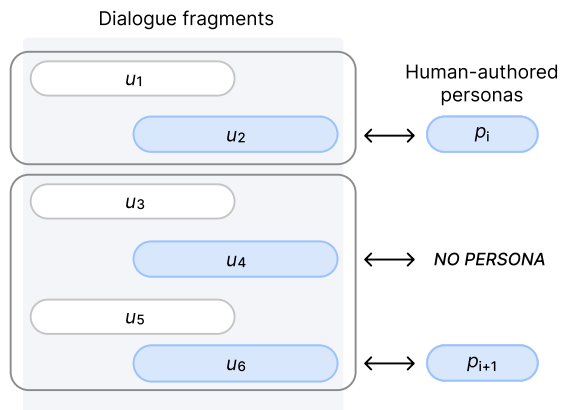 Dialogue fragments
Human-authored
personas
u1
u2
pi
u3
u4
NO PERSONA
u5
u6
pi+1